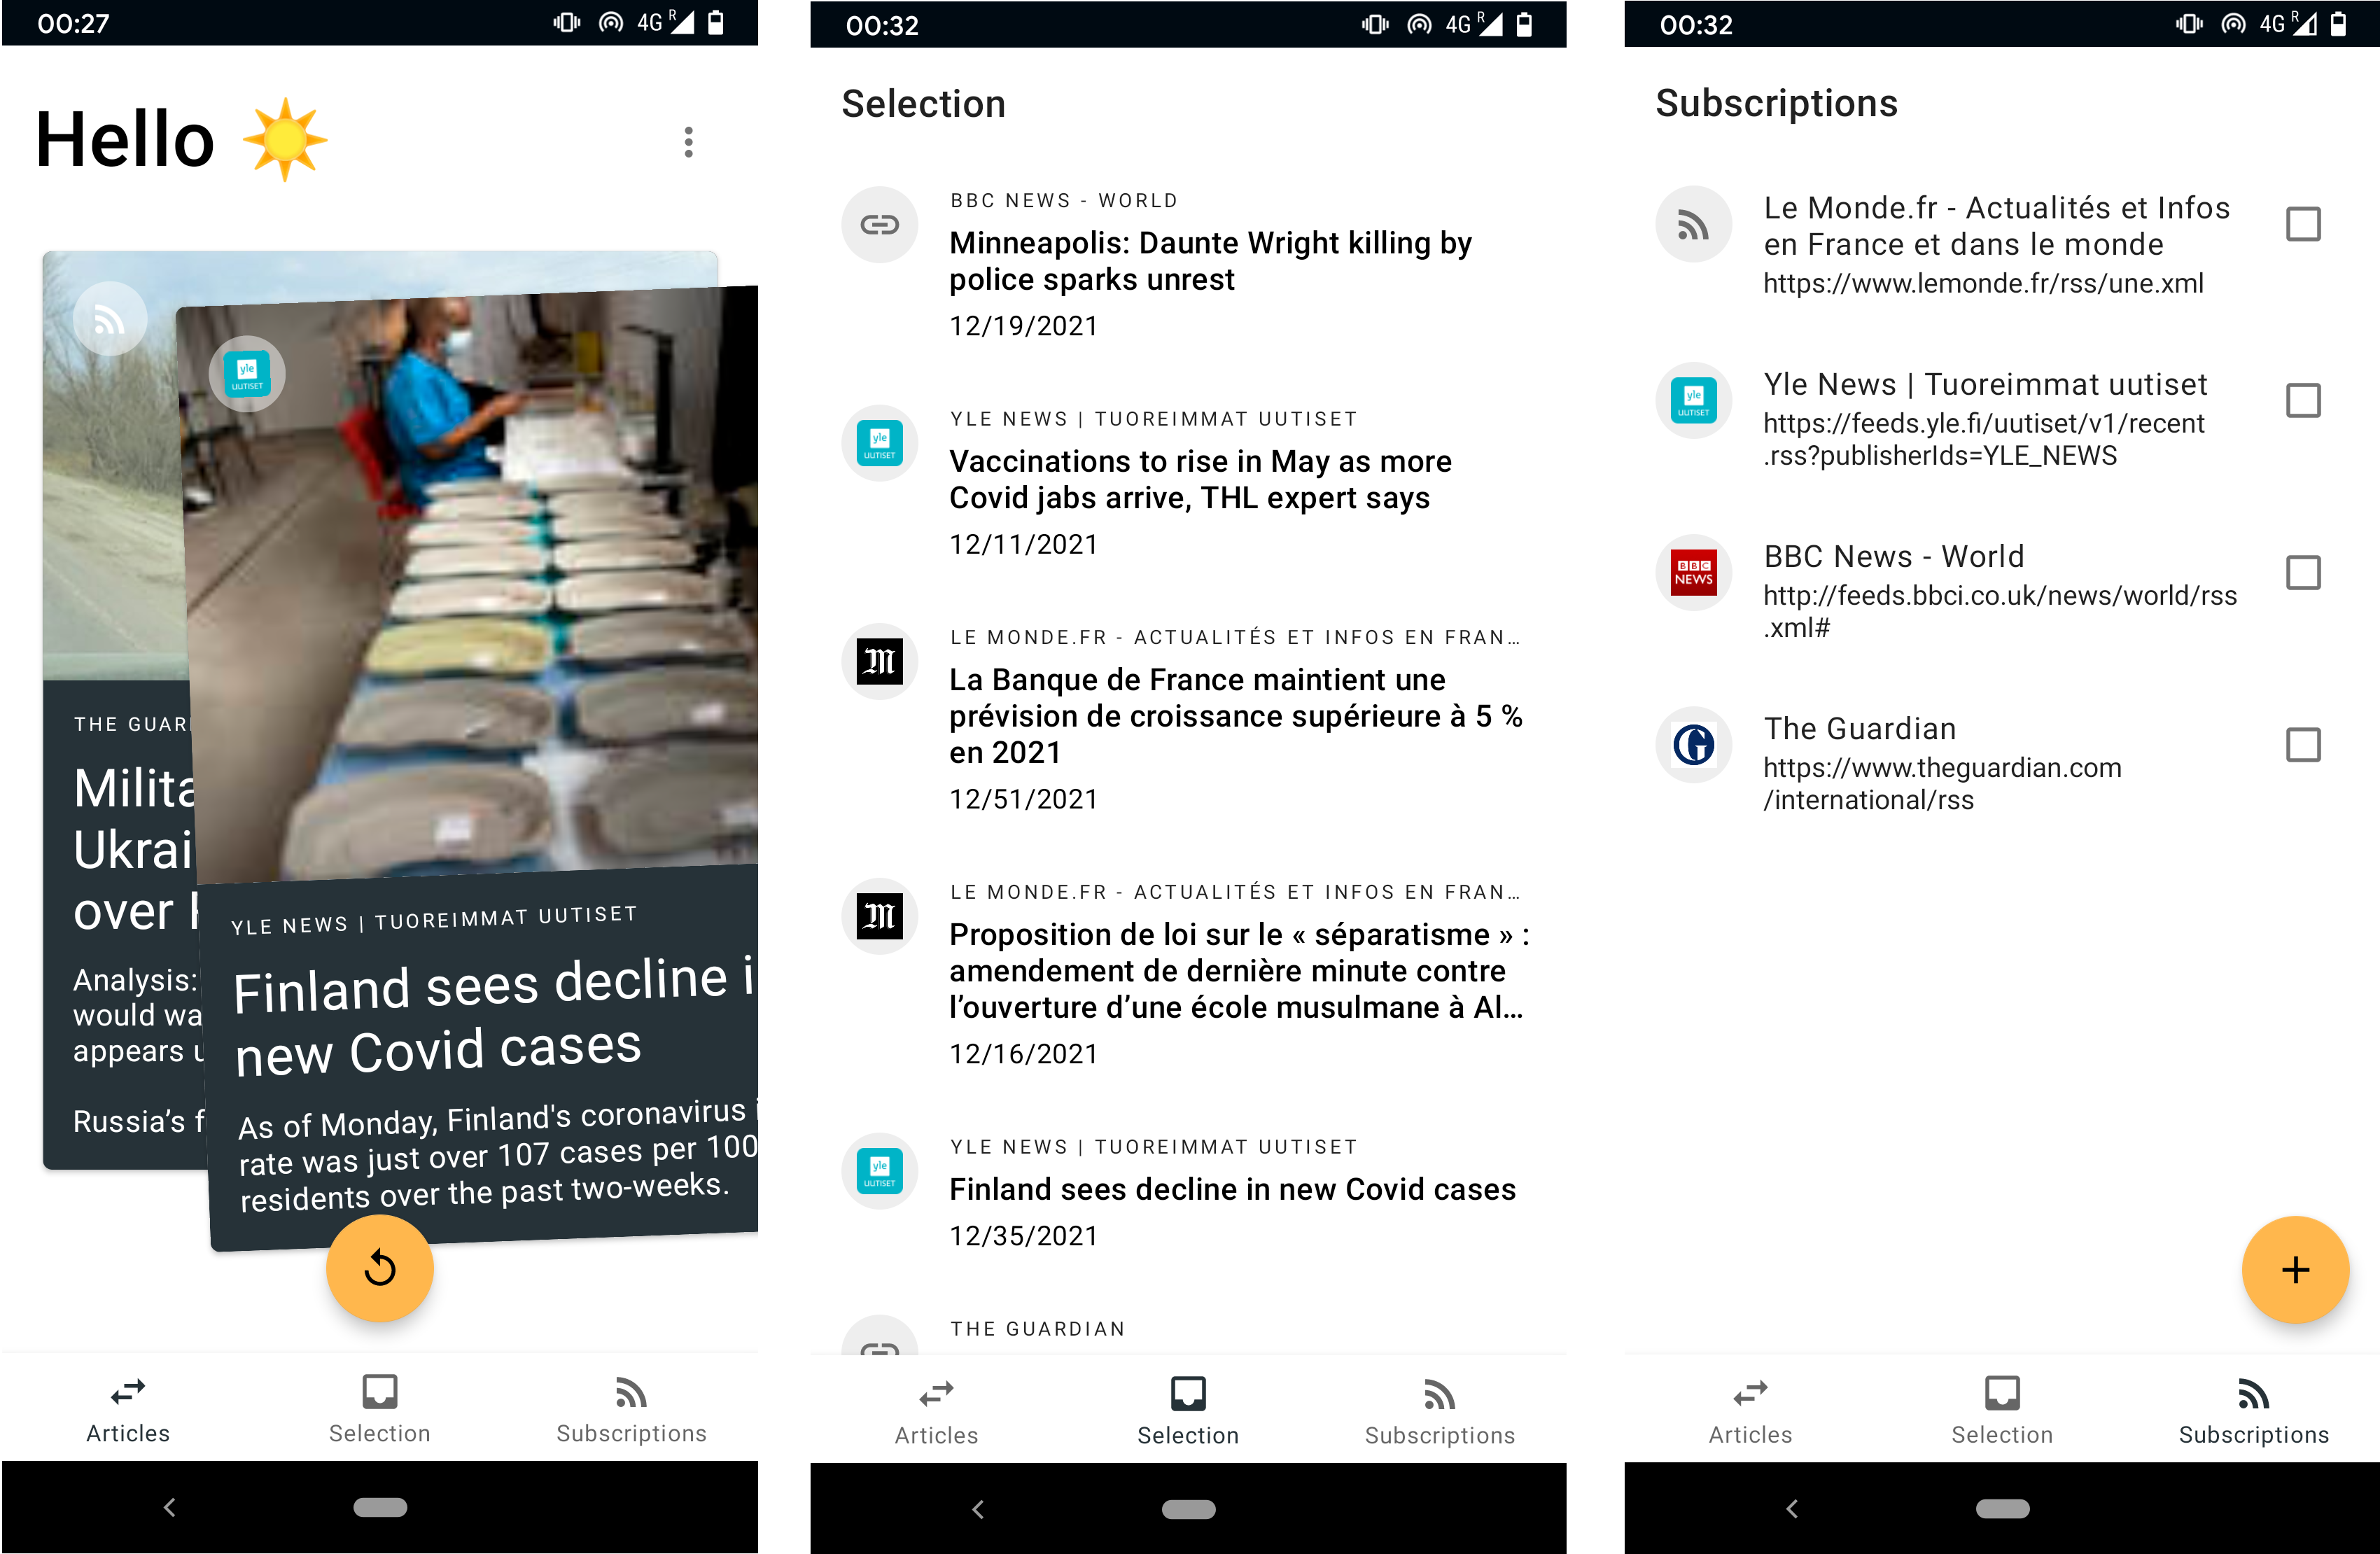 00:27
4G R
Hello
THE GUAR
Milita
Ukrai
over
Analysis:
would wa
appears u
Russia's f
yle
UUTISET
YLE NEWS | TUOREIMMAT UUTISET
Finland sees decline i
new Covid cases
As of Monday, Finland's coronavirus i
rate was just over 107 cases per 100
residents over the past two-weeks.
Articles
Selection
Subscriptions
00:32
4G R
Selection
BBC NEWS - WORLD
Minneapolis: Daunte Wright killing by
police sparks unrest
12/19/2021
yle
UUTISET
YLE NEWS | TUOREIMMAT UUTISET
Vaccinations to rise in May as more
Covid jabs arrive, THL expert says
12/11/2021
M
LE MONDE.FR - ACTUALITÉS ET INFOS EN FRAN…
La Banque de France maintient une
prévision de croissance supérieure à 5 %
en 2021
12/51/2021
M
LE MONDE.FR - ACTUALITÉS ET INFOS EN FRAN…
Proposition de loi sur le « séparatisme » :
amendement de dernière minute contre
l’ouverture d’une école musulmane à Al…
12/16/2021
yle
UUTISET
YLE NEWS | TUOREIMMAT UUTISET
Finland sees decline in new Covid cases
12/35/2021
THE GUARDIAN
Articles
Selection
Subscriptions
00:32
4G R
Subscriptions
Le Monde.fr - Actualités et Infos
en France et dans le monde
https://www.lemonde.fr/rss/une.xml
yle
UUTISET
Yle News | Tuoreimmat uutiset
https://feeds.yle.fi/uutiset/v1/recent
.rss?publisherIds=YLE_NEWS
BBC
NEWS
BBC News - World
http://feeds.bbci.co.uk/news/world/rss
.xml#
G
The Guardian
https://www.theguardian.com
/international/rss
Articles
Selection
Subscriptions